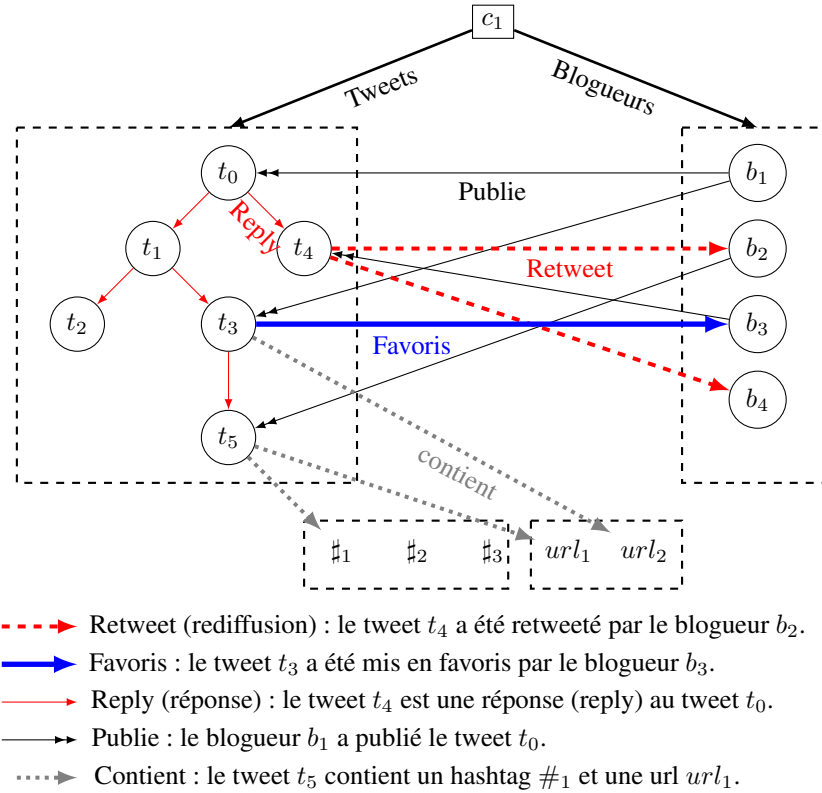 c1
Tweets Blogueurs
t0 b1
Publie
Reply
t1 t4 b2
Retweet
t2 t3 b3
Favoris
b4
t5
contient
♯1 ♯2 ♯3 url1 url2
Retweet (rediffusion) : le tweet t4 a été retweeté par le blogueur b2.
Favoris : le tweet t3 a été mis en favoris par le blogueur b3.
Reply (réponse) : le tweet t4 est une réponse (reply) au tweet t0.
Publie : le blogueur b1 a publié le tweet t0.
Contient : le tweet t5 contient un hashtag #1 et une url url1.